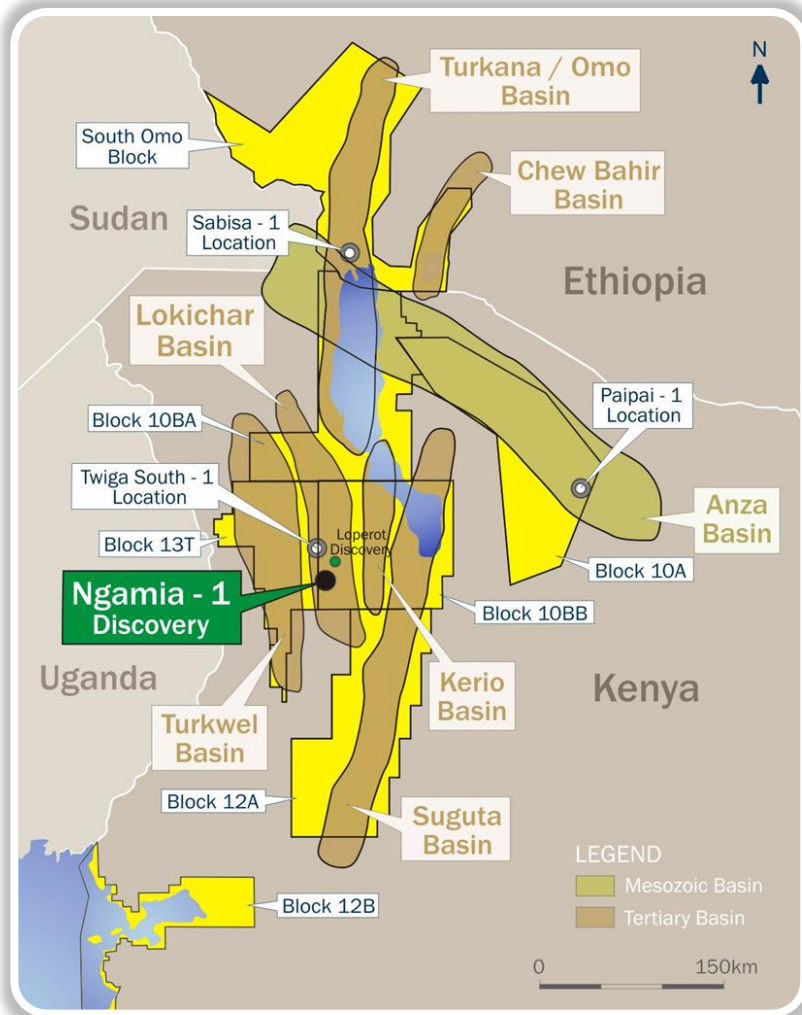 N
Turkana / Omo
Basin
South Omo
Block
Chew Bahir
Basin
Sudan
Sabisa - 1
Location
Ethiopia
Lokichar
Basin
Block 10BA
Paipai - 1
Location
Twiga South - 1
Location
Anza
Basin
Loperot
Discovery
Block 13T
Block 10A
Ngamia - 1
Discovery
Block 10BB
Uganda
Kerio
Basin
Kenya
Turkwel
Basin
Block 12A
Suguta
Basin
LEGEND
Mesozoic Basin
Tertiary Basin
Block 12B
0 150km